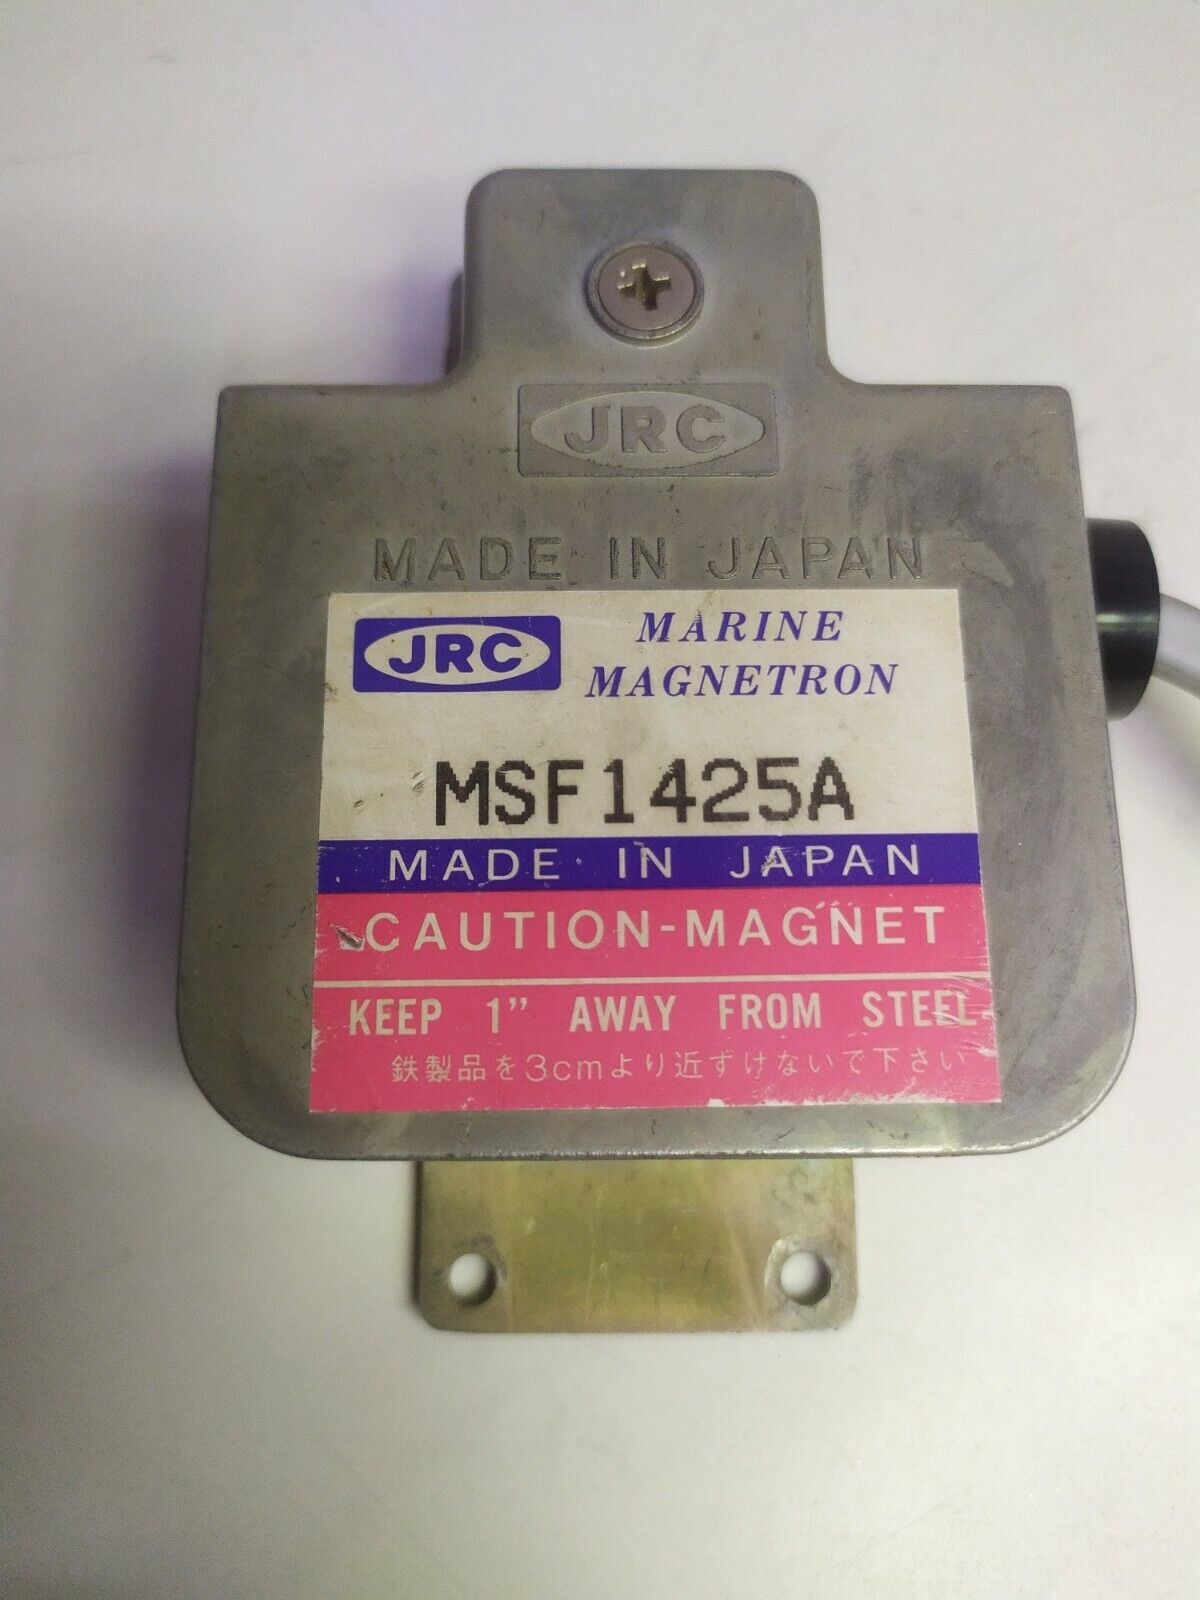 JRC
MADE IN JAPAN
JRC
MARINE
MAGNETRON
MSF1425A
MADE IN JAPAN
CAUTION-MAGNET
KEEP 1" AWAY FROM STEEL
鉄製品を3cmより近ずけないで下さい